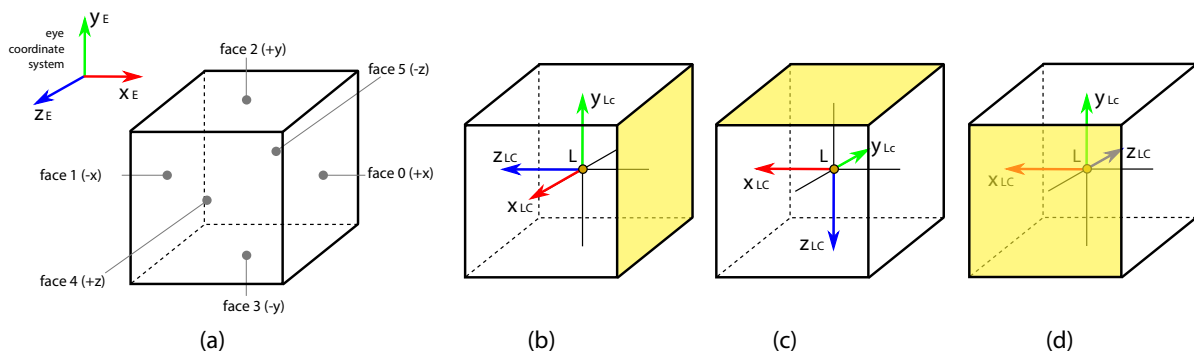 y E
eye
coordinate
system
x E
z E
face 2 (+y)
face 5 (-z)
face 1 (-x)
face 0 (+x)
face 4 (+z)
face 3 (-y)
(a)
y Lc
L
z LC
x LC
(b)
L
y Lc
x LC
z LC
(c)
y Lc
L
z LC
x LC
(d)